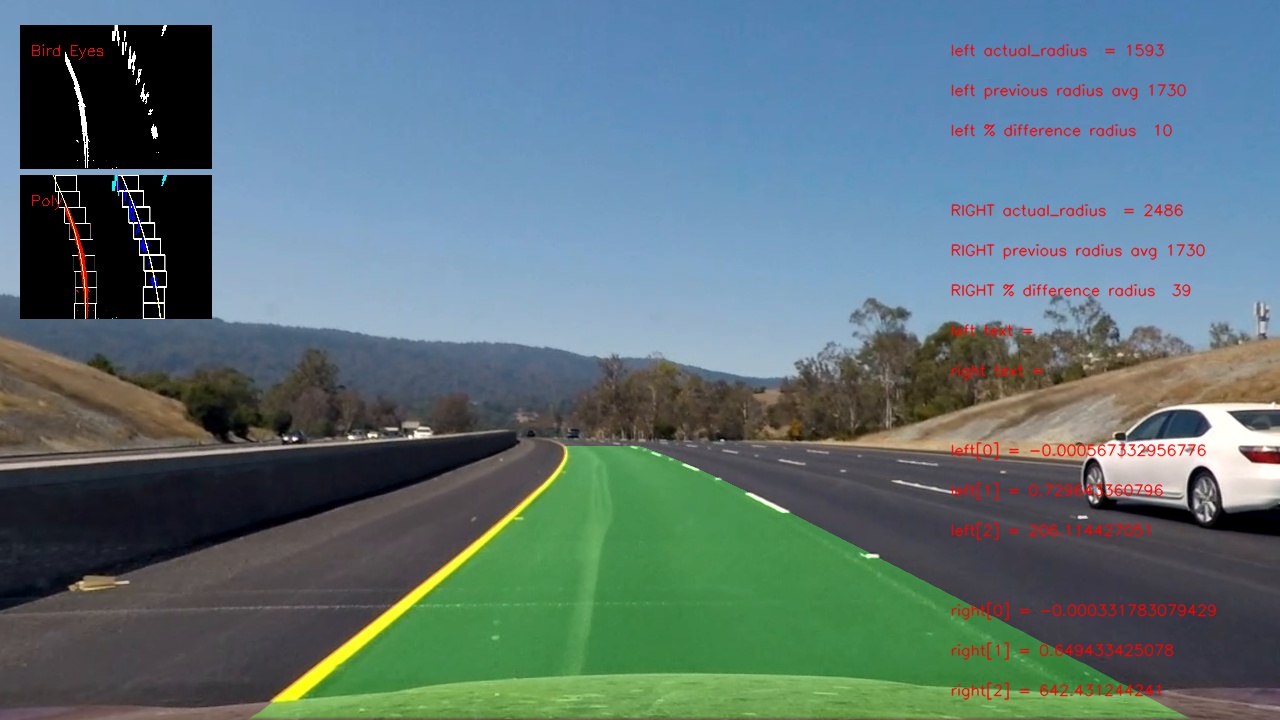 Bird Eyes
Poly
left actual_radius = 1593
left previous radius avg 1730
left % difference radius 10
RIGHT actual_radius = 2486
RIGHT previous radius avg 1730
RIGHT % difference radius 39
left text =
right text =
left[0] = -0.000567332956776
left[1] = 0.729643360796
left[2] = 206.114427051
right[0] = -0.000331783079429
right[1] = 0.649433425078
right[2] = 642.431244241